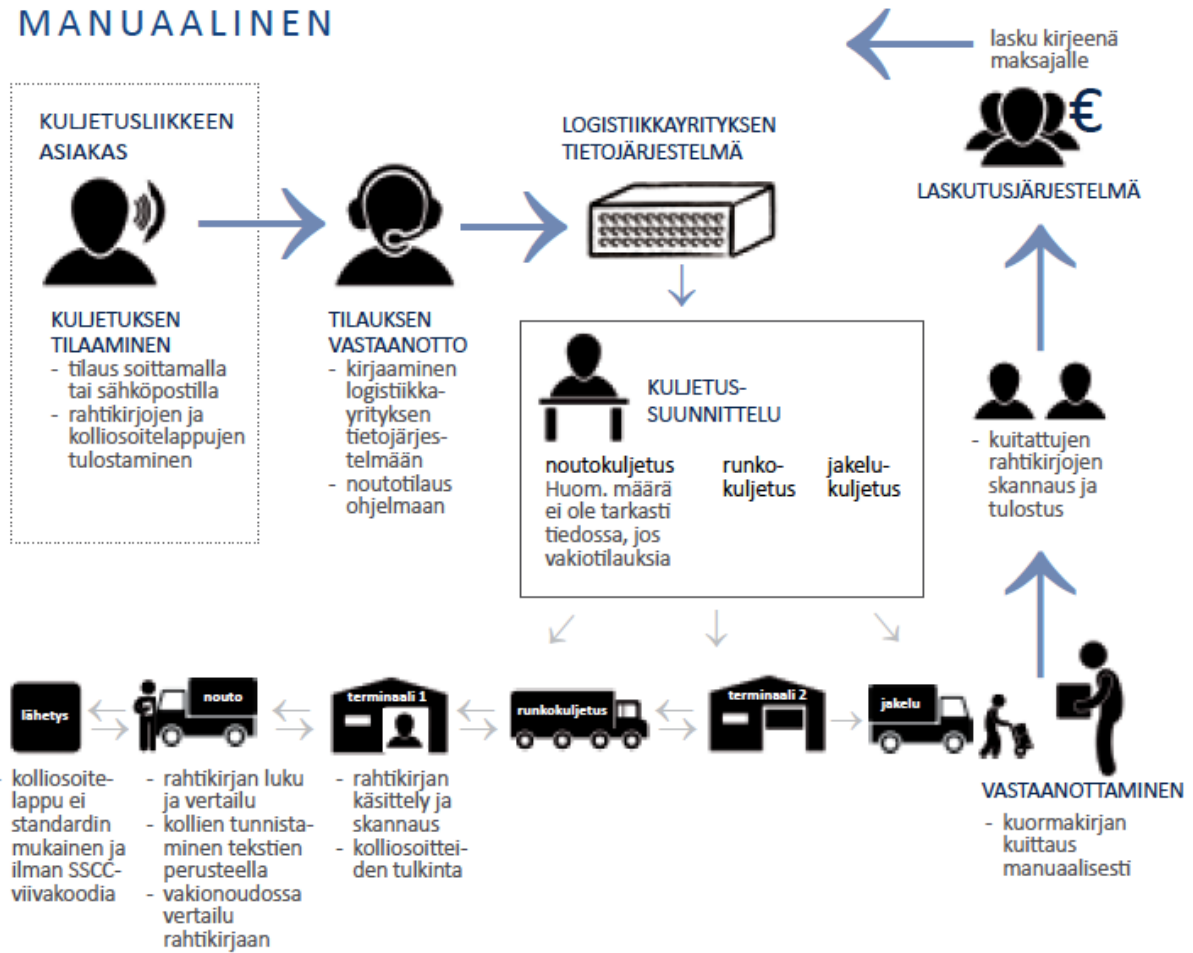 MANUAALINEN
lasku kirjeenä
maksajalle
€
LASKUTUSJÄRJESTELMÄ
KULJETUSLIIKKEEN
ASIAKAS
LOGISTIIKKAYRITYKSEN
TIETOJÄRJESTELMÄ
KULJETUKSEN
TILAAMINEN
- tilaus soittamalla
tai sähköpostilla
- rahtikirjojen ja
kolliosoitelappujen
tulostaminen
TILAUKSEN
VASTAANOTTO
- kirjaaminen
logistiikka-
yrityksen
tietojärjes-
telmään
- noutotilaus
ohjelmaan
KULJETUS-
SUUNNITTELU
noutokuljetus
Huom. määrä
ei ole tarkasti
tiedossa, jos
vakiotilauksia
runko-
kuljetus
jakelu-
kuljetus
- kuitattujen
rahtikirjojen
skannaus ja
tulostus
lähetys
nouto
terminaali 1
runkokuljetus
terminaali 2
jakelu
- kolliosoite-
lappu ei
standardin
mukainen ja
ilman SSCC-
viivakoodia
- rahtikirjan luku
ja vertailu
- kollien tunnista-
minen tekstien
perusteella
- vakionoudossa
vertailu
rahtikirjaan
- rahtikirjan
käsittely ja
skannaus
- kolliosoittei-
den tulkinta
VASTAANOTTAMINEN
- kuormakirjan
kuittaus
manuaalisesti